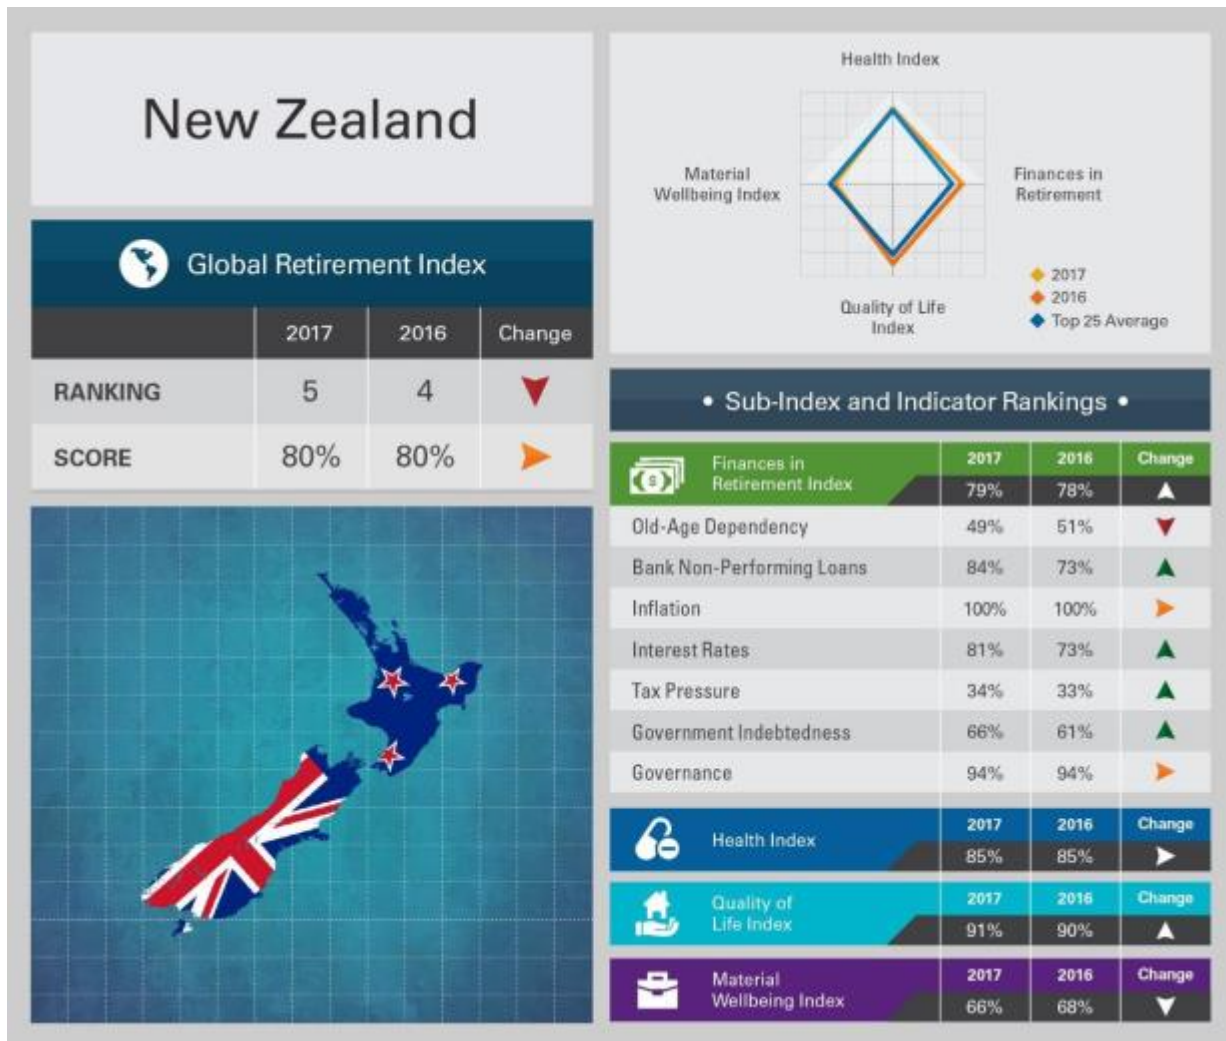 New Zealand
Global Retirement Index
2017 2016 Change
RANKING 5 4
SCORE 80% 80%
Health Index
Material
Wellbeing Index
Finances in
Retirement
Quality of Life
Index
2017
2016
Top 25 Average
• Sub-Index and Indicator Rankings •
Finances in
Retirement Index
2017 2016 Change
79% 78%
Old-Age Dependency 49% 51%
Bank Non-Performing Loans 84% 73%
Inflation 100% 100%
Interest Rates 81% 73%
Tax Pressure 34% 33%
Government Indebtedness 66% 61%
Governance 94% 94%
Health Index
2017 2016 Change
85% 85%
Quality of
Life Index
2017 2016 Change
91% 90%
Material
Wellbeing Index
2017 2016 Change
66% 68%